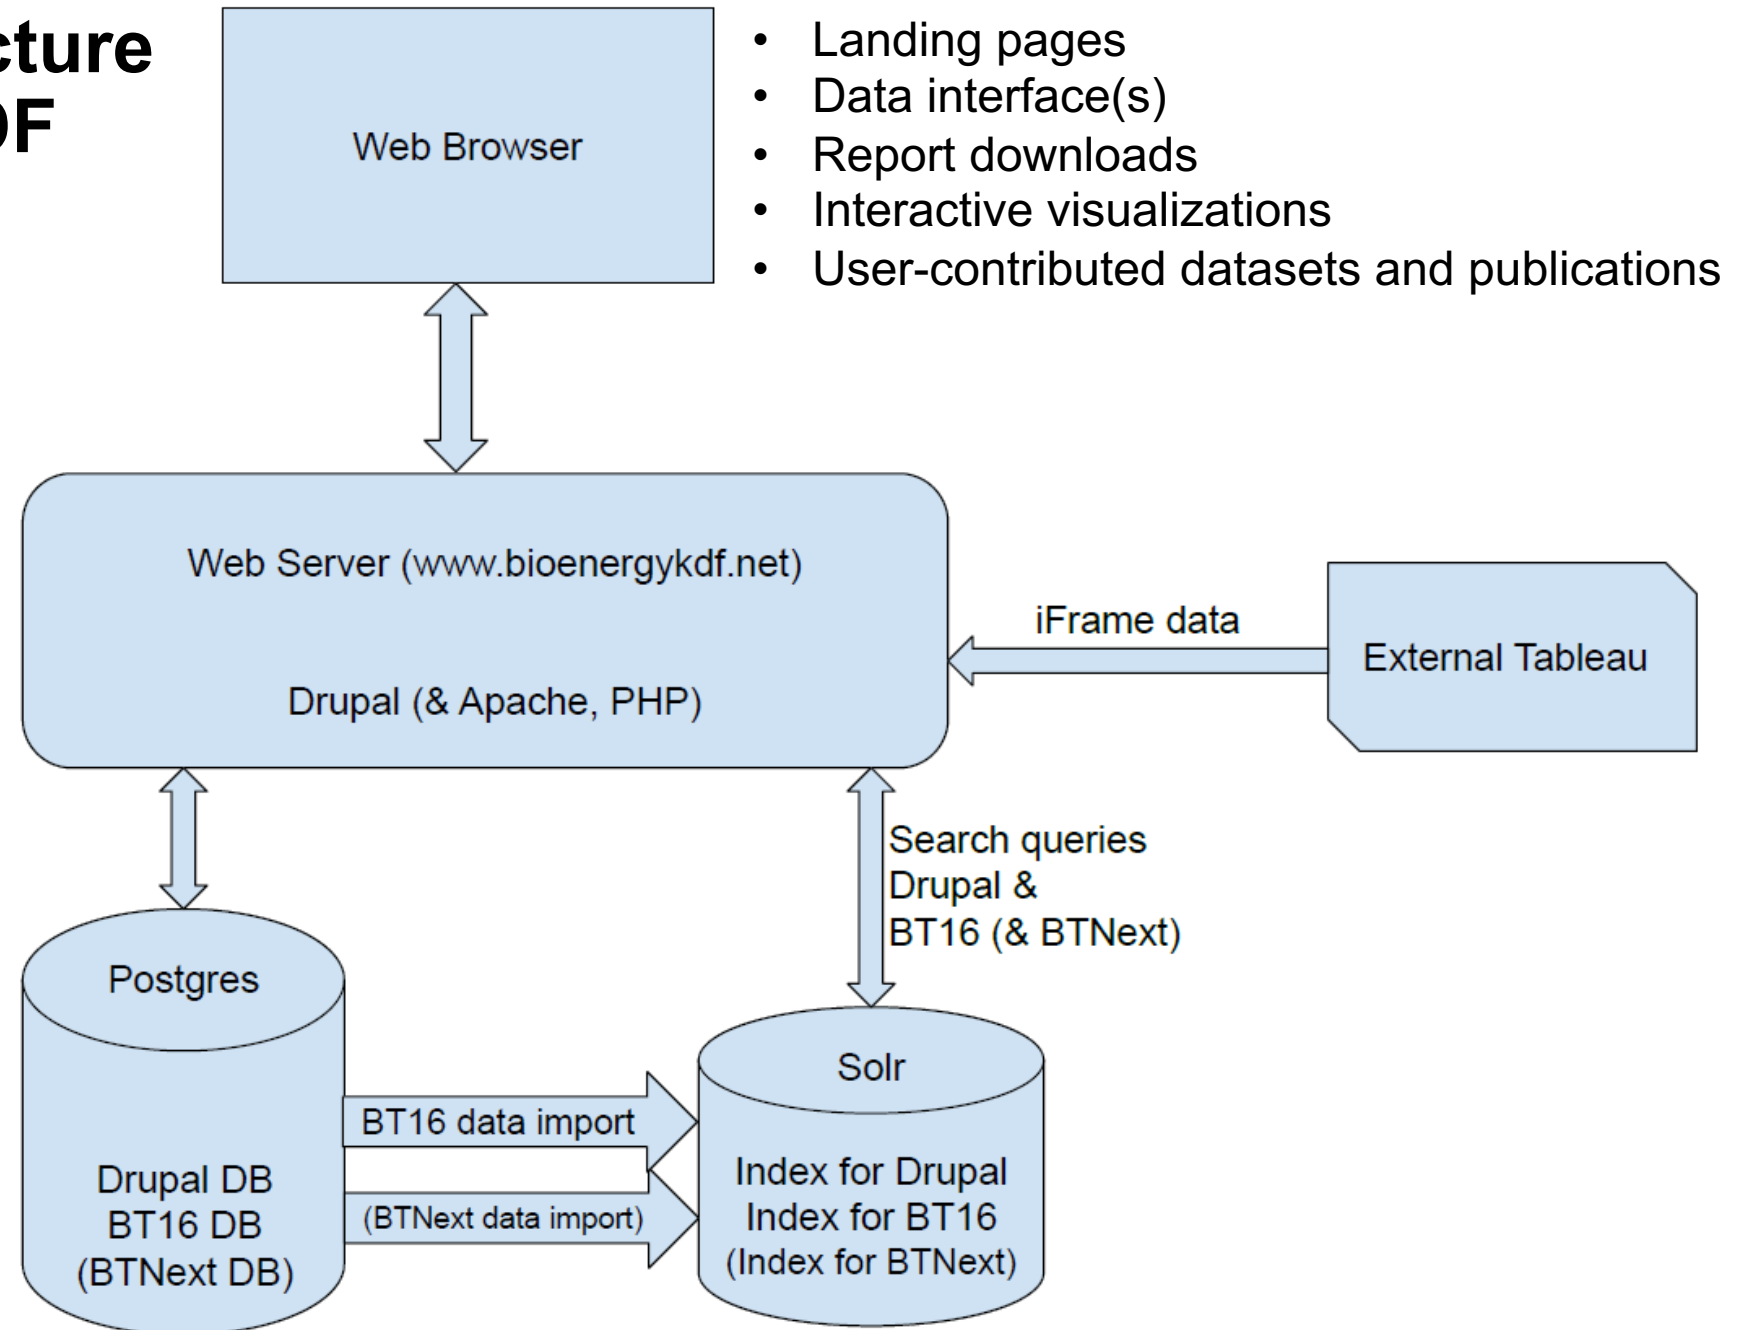 cture
DF
Web Browser
• Landing pages
• Data interface(s)
• Report downloads
• Interactive visualizations
• User-contributed datasets and publications
Web Server (www.bioenergykdf.net)
Drupal (& Apache, PHP)
iFrame data
External Tableau
Search queries
Drupal &
BT16 (& BTNext)
Postgres
Drupal DB
BT16 DB
(BTNext DB)
BT16 data import
(BTNext data import)
Solr
Index for Drupal
Index for BT16
(Index for BTNext)